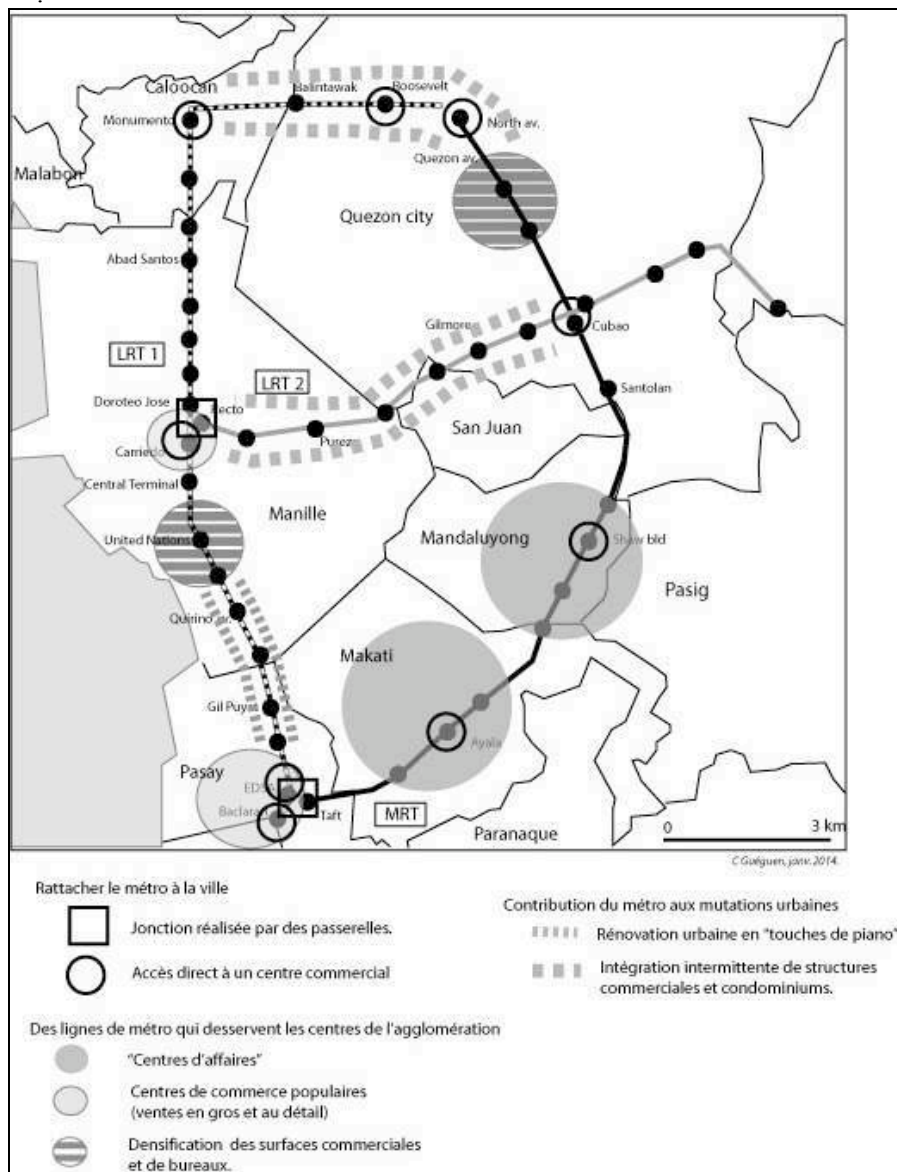 Caloocan
Balintawak
Roosevelt
Monumento
North av.
Quezon av.
Malabon
Quezon city
Abad Santos
Gilmore
Cubao
LRT 1
LRT 2
Santolan
Doroteo Jose
Recto
San Juan
Carriedo
Purez
Central Terminal
Manille
Mandaluyong
United Nations
Shaw bld
Pasig
Quirino av.
Makati
Gil Puya
Ayala
Pasay
EDSA
Baclaran
Taft
MRT
Paranaque
0 3 km
C Guéguen, janv. 2014.
Rattacher le métro à la ville
Jonction réalisée par des passerelles.
Accès direct à un centre commercial
Contribution du métro aux mutations urbaines
Rénovation urbaine en "touches de piano"
Intégration intermittente de structures
commerciales et condominiums.
Des lignes de métro qui desservent les centres de l'agglomération
"Centres d'affaires"
Centres de commerce populaires
(ventes en gros et au détail)
Densification des surfaces commerciales
et de bureaux.